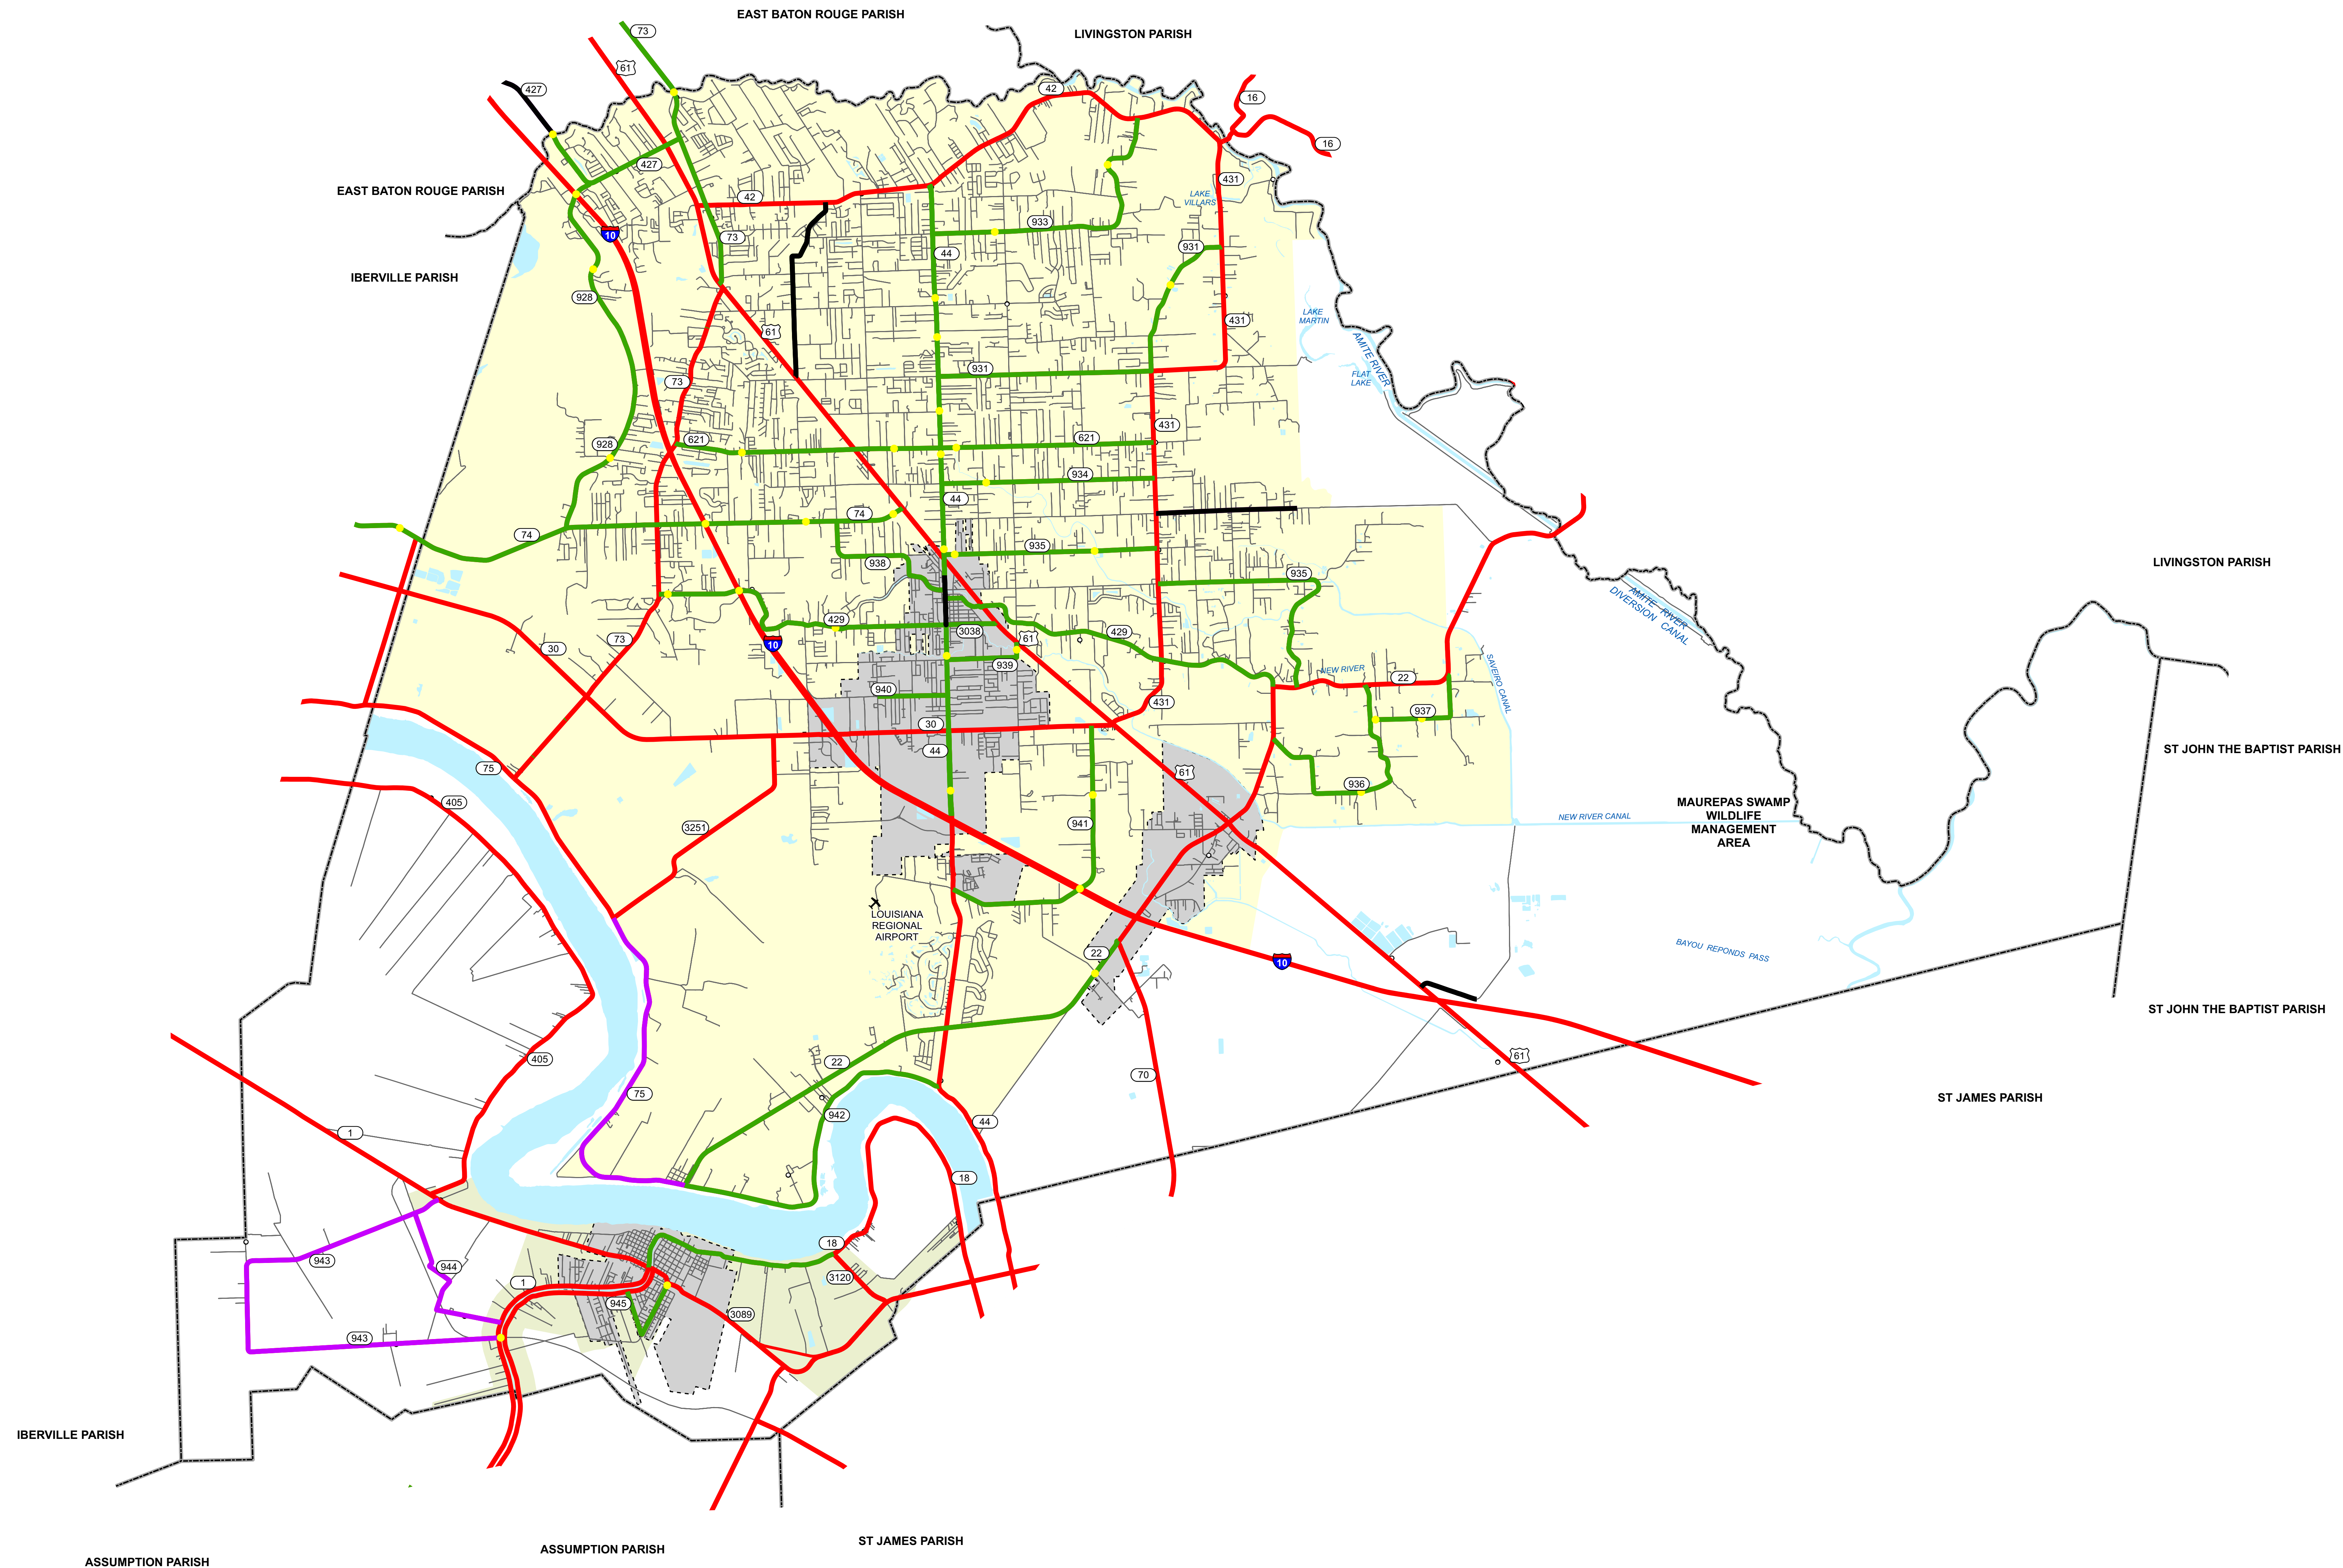 EAST BATON ROUGE PARISH
73
LIVINGSTON PARISH
61
427
42
16
16
427
EAST BATON ROUGE PARISH
431
42
LAKE
VILLARS
933
10
73
931
44
IBERVILLE PARISH
928
LAKE
MARTIN
431
61
AMITE RIVER
931
FLAT
LAKE
73
431
928
621
621
934
44
74
74
935
LIVINGSTON PARISH
938
935
AMITE RIVER
DIVERSION CANAL
429
3038
429
61
73
10
30
939
NEW RIVER
SAVEIRO CANAL
22
940
431
937
30
44
ST JOHN THE BAPTIST PARISH
75
61
936
405
MAUREPAS SWAMP
WILDLIFE
MANAGEMENT
AREA
NEW RIVER CANAL
941
3251
LOUISIANA
REGIONAL
AIRPORT
BAYOU REPONDS PASS
22
10
ST JOHN THE BAPTIST PARISH
405
61
22
70
75
ST JAMES PARISH
942
44
1
18
18
943
944
3120
1
945
3089
943
IBERVILLE PARISH
ST JAMES PARISH
ASSUMPTION PARISH
ASSUMPTION PARISH